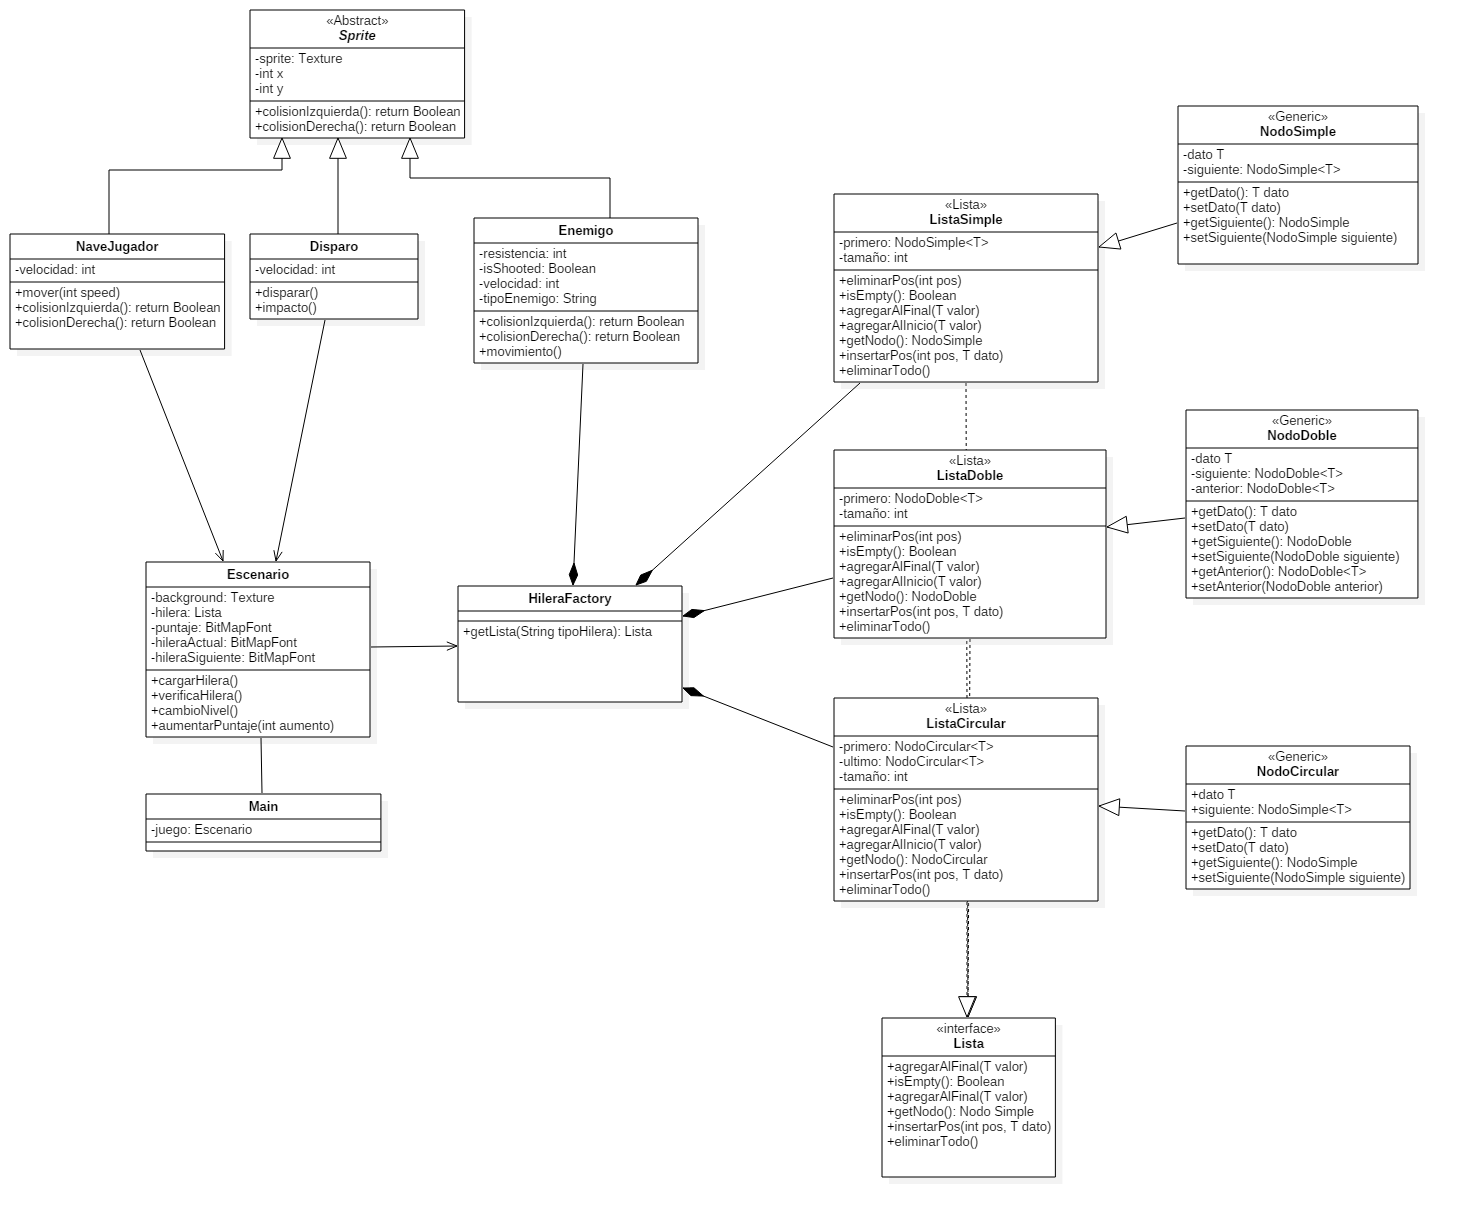 «Abstract»
Sprite
-sprite: Texture
-int x
-int y
+colisionIzquierda(): return Boolean
+colisionDerecha(): return Boolean
NaveJugador
-velocidad: int
+mover(int speed)
+colisionIzquierda(): return Boolean
+colisionDerecha(): return Boolean
Disparo
-velocidad: int
+disparar()
+impacto()
Enemigo
-resistencia: int
-isShooted: Boolean
-velocidad: int
-tipoEnemigo: String
+colisionIzquierda(): return Boolean
+colisionDerecha(): return Boolean
+movimiento()
«Lista»
ListaSimple
-primero: NodoSimple<T>
-tamaño: int
+eliminarPos(int pos)
+isEmpty(): Boolean
+agregarAlFinal(T valor)
+agregarAlInicio(T valor)
+getNodo(): NodoSimple
+insertarPos(int pos, T dato)
+eliminarTodo()
«Generic»
NodoSimple
-dato T
-siguiente: NodoSimple<T>
+getDato(): T dato
+setDato(T dato)
+getSiguiente(): NodoSimple
+setSiguiente(NodoSimple siguiente)
«Lista»
ListaDoble
-primero: NodoDoble<T>
-tamaño: int
+eliminarPos(int pos)
+isEmpty(): Boolean
+agregarAlFinal(T valor)
+agregarAlInicio(T valor)
+getNodo(): NodoDoble
+insertarPos(int pos, T dato)
+eliminarTodo()
«Generic»
NodoDoble
-dato T
-siguiente: NodoDoble<T>
-anterior: NodoDoble<T>
+getDato(): T dato
+setDato(T dato)
+getSiguiente(): NodoDoble
+setSiguiente(NodoDoble siguiente)
+getAnterior(): NodoDoble<T>
+setAnterior(NodoDoble anterior)
Escenario
-background: Texture
-hilera: Lista
-puntaje: BitMapFont
-hileraActual: BitMapFont
-hileraSiguiente: BitMapFont
+cargarHilera()
+verificaHilera()
+cambioNivel()
+aumentarPuntaje(int aumento)
HileraFactory
+getLista(String tipoHilera): Lista
Main
-juego: Escenario
«Lista»
ListaCircular
-primero: NodoCircular<T>
-ultimo: NodoCircular<T>
-tamaño: int
+eliminarPos(int pos)
+isEmpty(): Boolean
+agregarAlFinal(T valor)
+agregarAlInicio(T valor)
+getNodo(): NodoCircular
+insertarPos(int pos, T dato)
+eliminarTodo()
«Generic»
NodoCircular
+dato T
+siguiente: NodoSimple<T>
+getDato(): T dato
+setDato(T dato)
+getSiguiente(): NodoSimple
+setSiguiente(NodoSimple siguiente)
«interface»
Lista
+agregarAlFinal(T valor)
+isEmpty(): Boolean
+agregarAlFinal(T valor)
+getNodo(): Nodo Simple
+insertarPos(int pos, T dato)
+eliminarTodo()